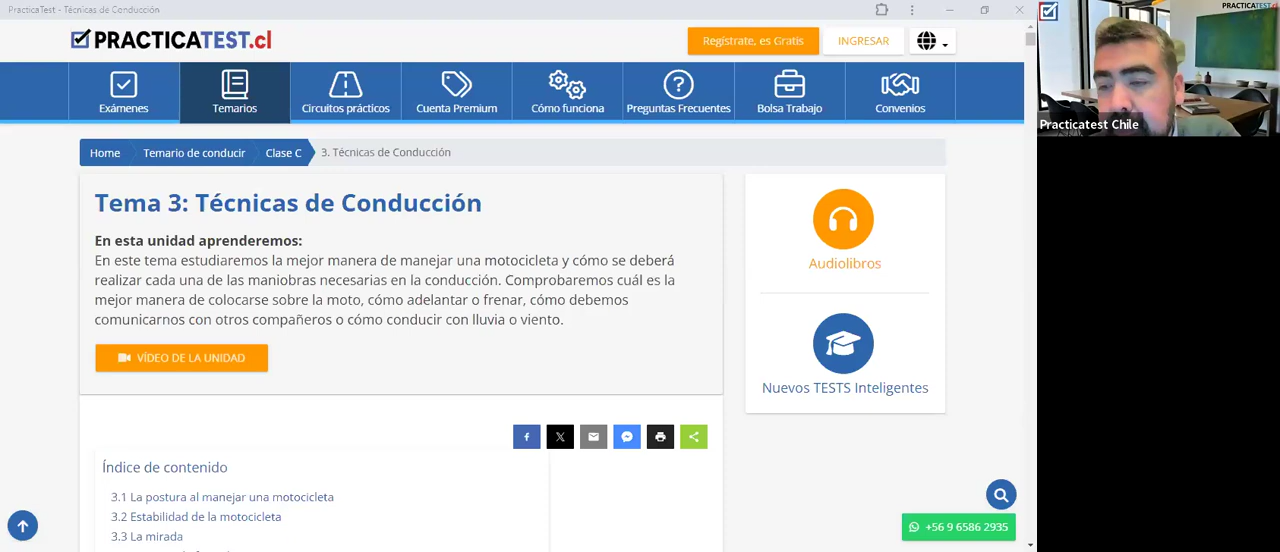 PracticaTest - Técnicas de Conducción
PRACTICATEST.cl
Regístrate, es Gratis
INGRESAR
Exámenes
Temarios
Circuitos prácticos
Cuenta Premium
Cómo funciona
Preguntas Frecuentes
Bolsa Trabajo
Convenios
Home
Temario de conducir
Clase C
3. Técnicas de Conducción
Tema 3: Técnicas de Conducción
En esta unidad aprenderemos:
En este tema estudiaremos la mejor manera de manejar una motocicleta y cómo se deberá
realizar cada una de las maniobras necesarias en la conducción. Comprobaremos cuál es la
mejor manera de colocarse sobre la moto, cómo adelantar o frenar, cómo debemos
comunicarnos con otros compañeros o cómo conducir con lluvia o viento.
VÍDEO DE LA UNIDAD
Audiolibros
Nuevos TESTS Inteligentes
Índice de contenido
3.1 La postura al manejar una motocicleta
3.2 Estabilidad de la motocicleta
3.3 La mirada
+56 9 6586 2935
PRACTICATEST.cl
Practicatest Chile